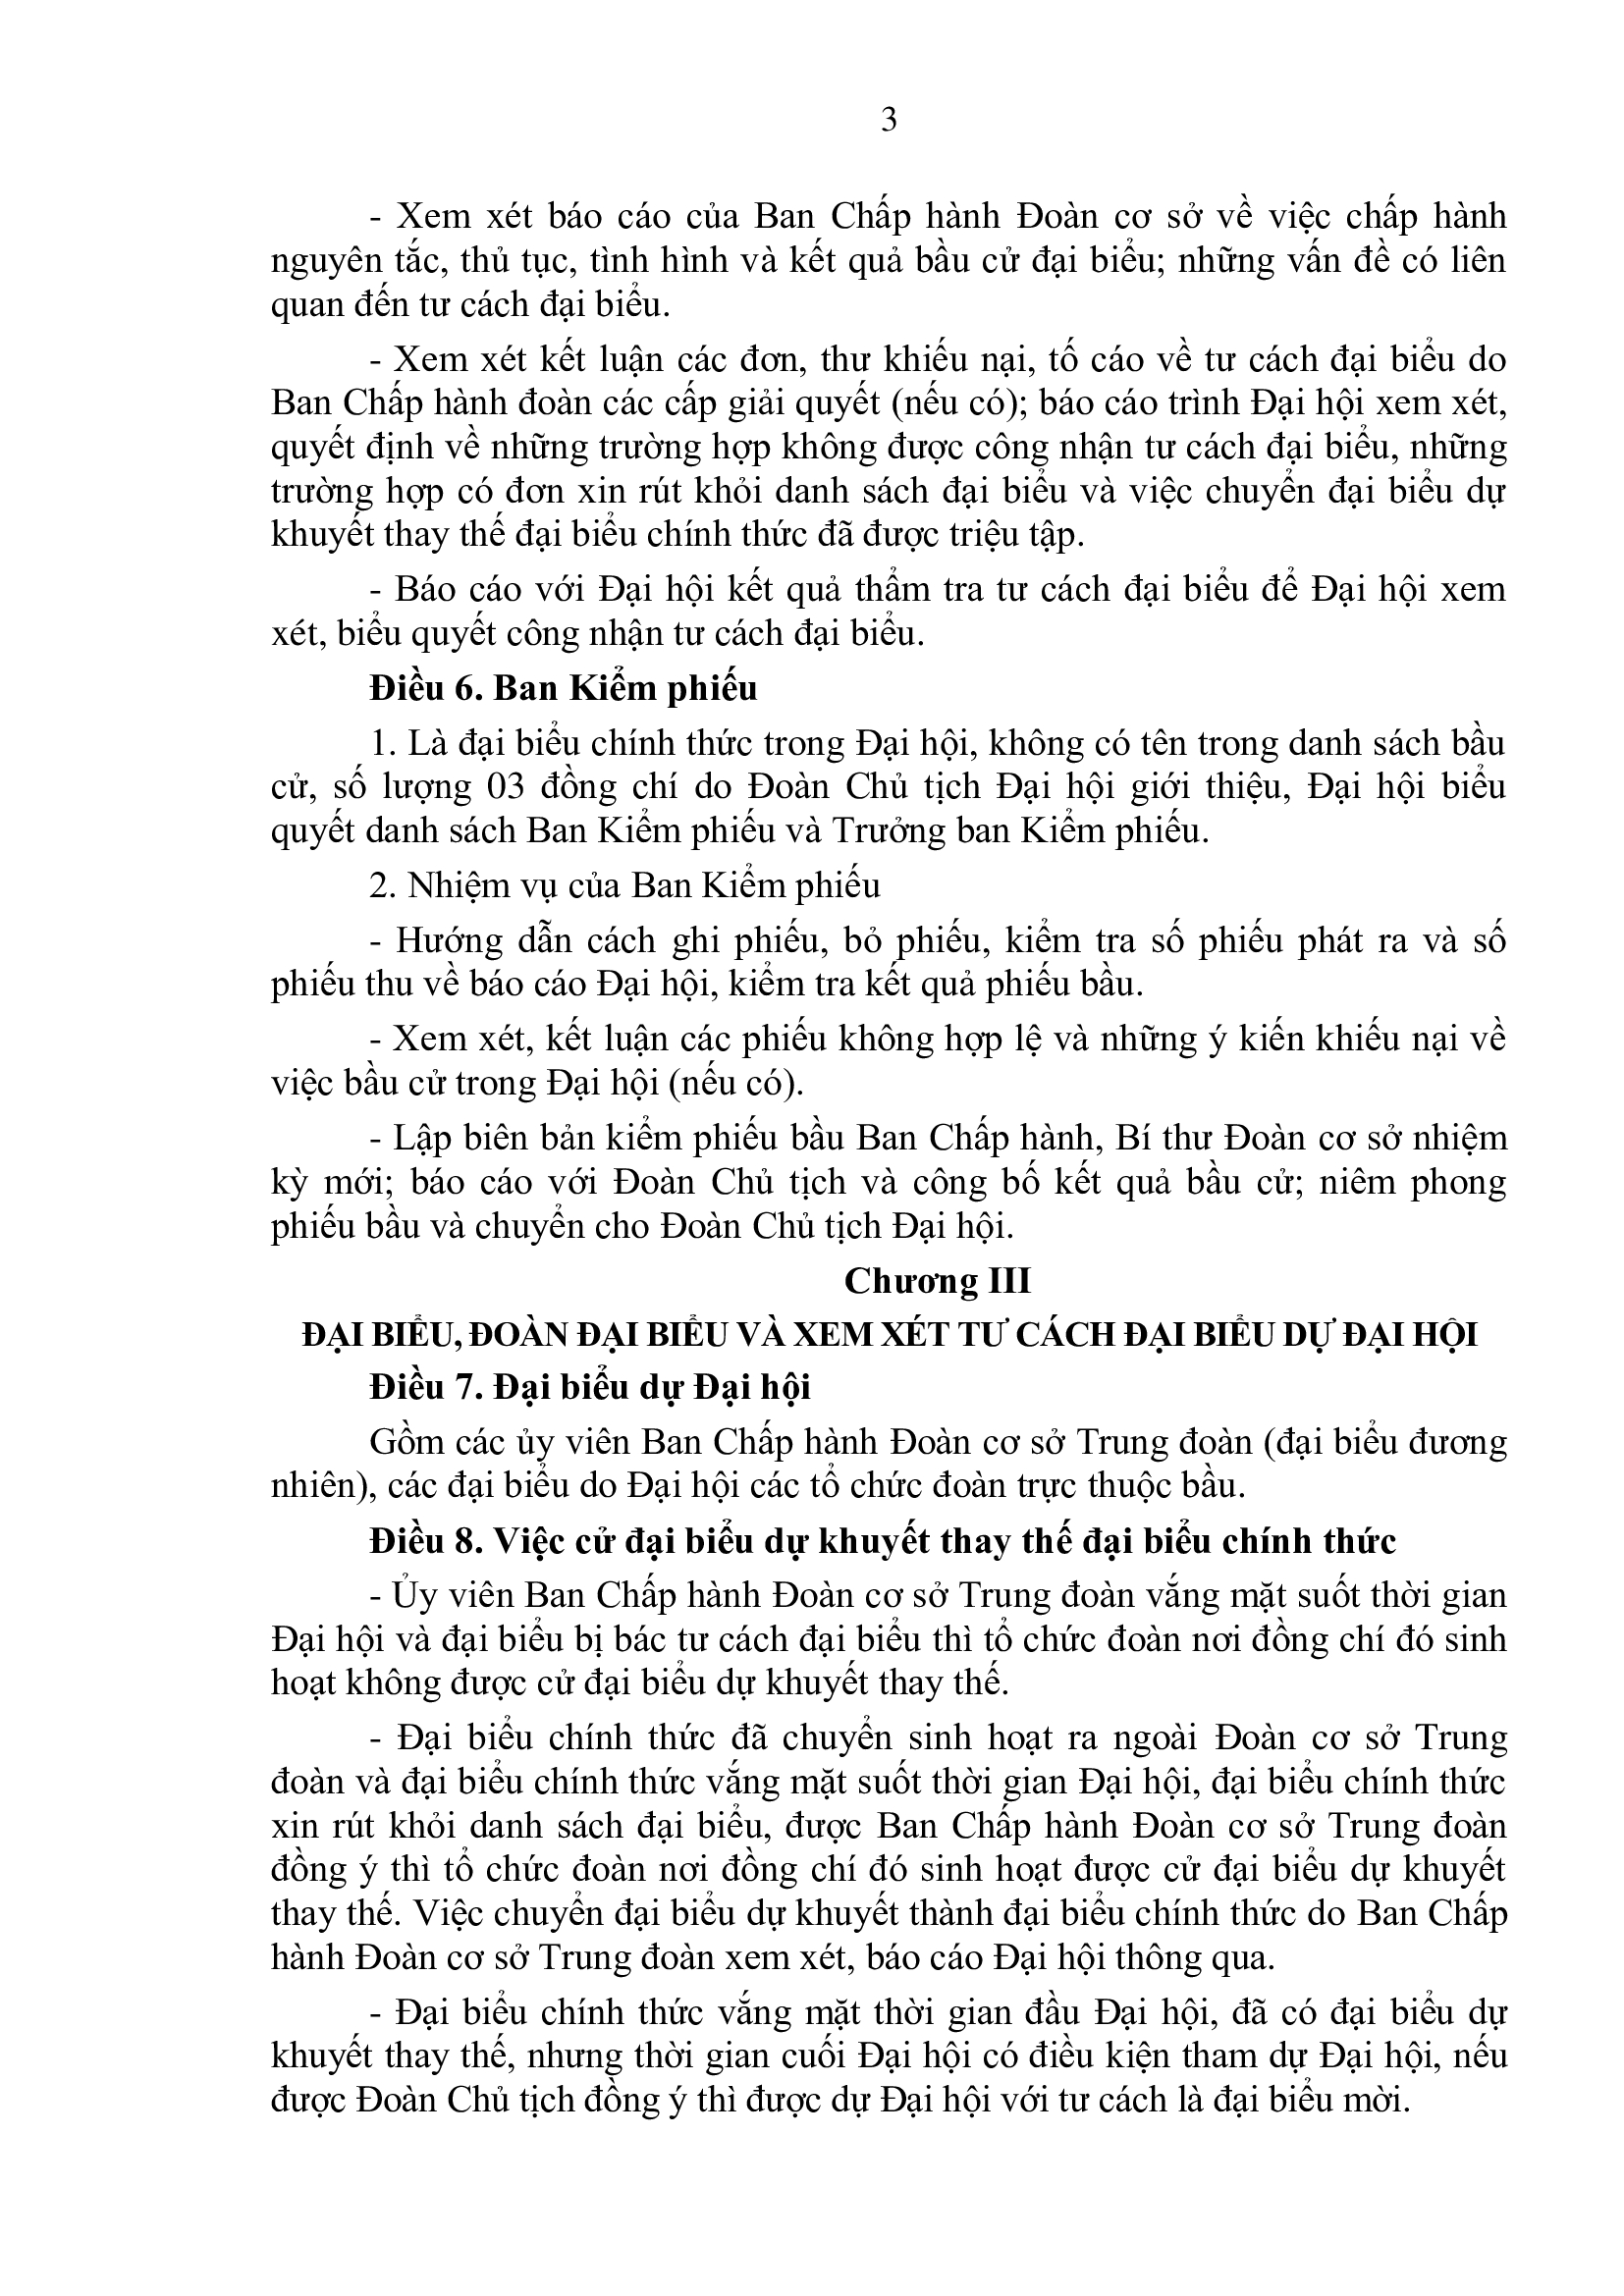 3
- Xem xét báo cáo của Ban Chấp hành Đoàn cơ sở về việc chấp hành
nguyên tắc, thủ tục, tình hình và kết quả bầu cử đại biểu; những vấn đề có liên
quan đến tư cách đại biểu.
- Xem xét kết luận các đơn, thư khiếu nại, tố cáo về tư cách đại biểu do
Ban Chấp hành đoàn các cấp giải quyết (nếu có); báo cáo trình Đại hội xem xét,
quyết định về những trường hợp không được công nhận tư cách đại biểu, những
trường hợp có đơn xin rút khỏi danh sách đại biểu và việc chuyển đại biểu dự
khuyết thay thế đại biểu chính thức đã được triệu tập.
- Báo cáo với Đại hội kết quả thẩm tra tư cách đại biểu để Đại hội xem
xét, biểu quyết công nhận tư cách đại biểu.
Điều 6. Ban Kiểm phiếu
1. Là đại biểu chính thức trong Đại hội, không có tên trong danh sách bầu
cử, số lượng 03 đồng chí do Đoàn Chủ tịch Đại hội giới thiệu, Đại hội biểu
quyết danh sách Ban Kiểm phiếu và Trưởng ban Kiểm phiếu.
2. Nhiệm vụ của Ban Kiểm phiếu
- Hướng dẫn cách ghi phiếu, bỏ phiếu, kiểm tra số phiếu phát ra và số
phiếu thu về báo cáo Đại hội, kiểm tra kết quả phiếu bầu.
- Xem xét, kết luận các phiếu không hợp lệ và những ý kiến khiếu nại về
việc bầu cử trong Đại hội (nếu có).
- Lập biên bản kiểm phiếu bầu Ban Chấp hành, Bí thư Đoàn cơ sở nhiệm
kỳ mới; báo cáo với Đoàn Chủ tịch và công bố kết quả bầu cử; niêm phong
phiếu bầu và chuyển cho Đoàn Chủ tịch Đại hội.
Chương III
ĐẠI BIỂU, ĐOÀN ĐẠI BIỂU VÀ XEM XÉT TƯ CÁCH ĐẠI BIỂU DỰ ĐẠI HỘI
Điều 7. Đại biểu dự Đại hội
Gồm các ủy viên Ban Chấp hành Đoàn cơ sở Trung đoàn (đại biểu đương
nhiên), các đại biểu do Đại hội các tổ chức đoàn trực thuộc bầu.
Điều 8. Việc cử đại biểu dự khuyết thay thế đại biểu chính thức
- Ủy viên Ban Chấp hành Đoàn cơ sở Trung đoàn vắng mặt suốt thời gian
Đại hội và đại biểu bị bác tư cách đại biểu thì tổ chức đoàn nơi đồng chí đó sinh
hoạt không được cử đại biểu dự khuyết thay thế.
- Đại biểu chính thức đã chuyển sinh hoạt ra ngoài Đoàn cơ sở Trung
đoàn và đại biểu chính thức vắng mặt suốt thời gian Đại hội, đại biểu chính thức
xin rút khỏi danh sách đại biểu, được Ban Chấp hành Đoàn cơ sở Trung đoàn
đồng ý thì tổ chức đoàn nơi đồng chí đó sinh hoạt được cử đại biểu dự khuyết
thay thế. Việc chuyển đại biểu dự khuyết thành đại biểu chính thức do Ban Chấp
hành Đoàn cơ sở Trung đoàn xem xét, báo cáo Đại hội thông qua.
- Đại biểu chính thức vắng mặt thời gian đầu Đại hội, đã có đại biểu dự
khuyết thay thế, nhưng thời gian cuối Đại hội có điều kiện tham dự Đại hội, nếu
được Đoàn Chủ tịch đồng ý thì được dự Đại hội với tư cách là đại biểu mời.